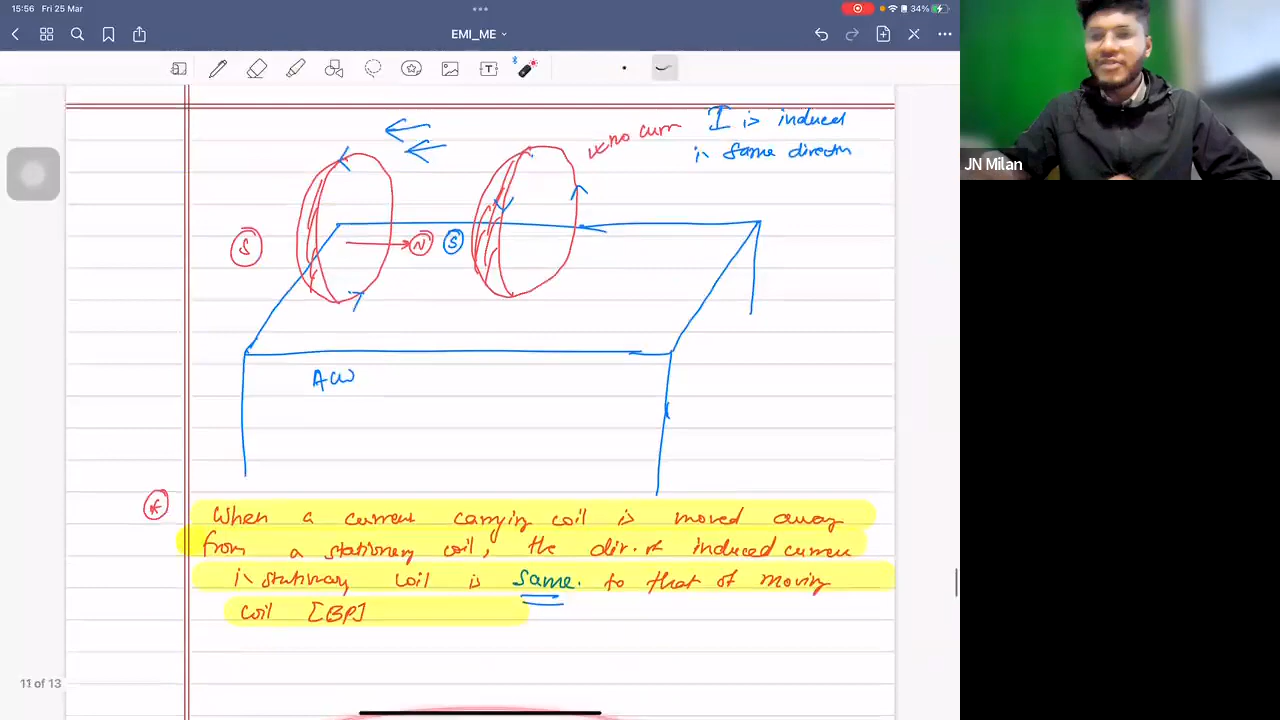 15:56 Fri 25 Mar
34%
EMI_ME
JN Milan
no curr
I is induced
in same directn
S
N
S
ACW
When a current carrying coil is moved away
from a stationary coil, the dirn of induced current
in stationary coil is same to that of moving
coil [BP]
11 of 13